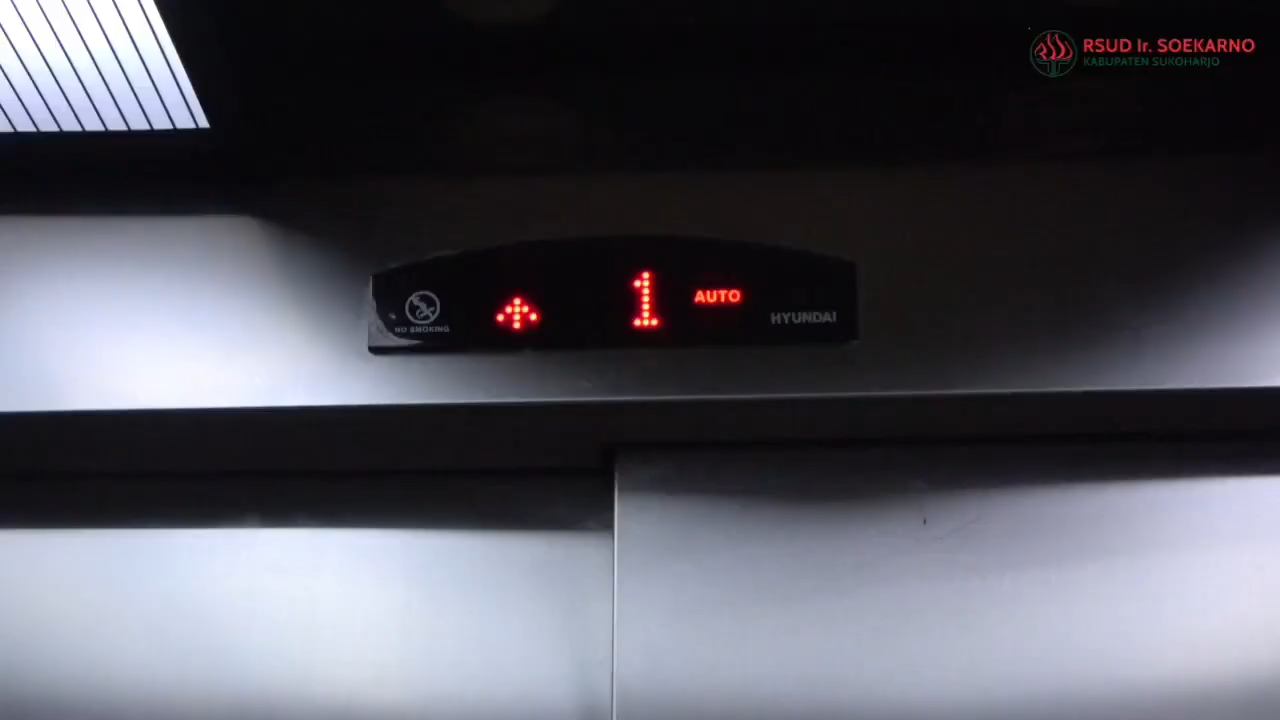 RSUD Ir. SOEKARNO
KABUPATEN SUKOHARJO
1
AUTO
NO SMOKING
HYUNDAI